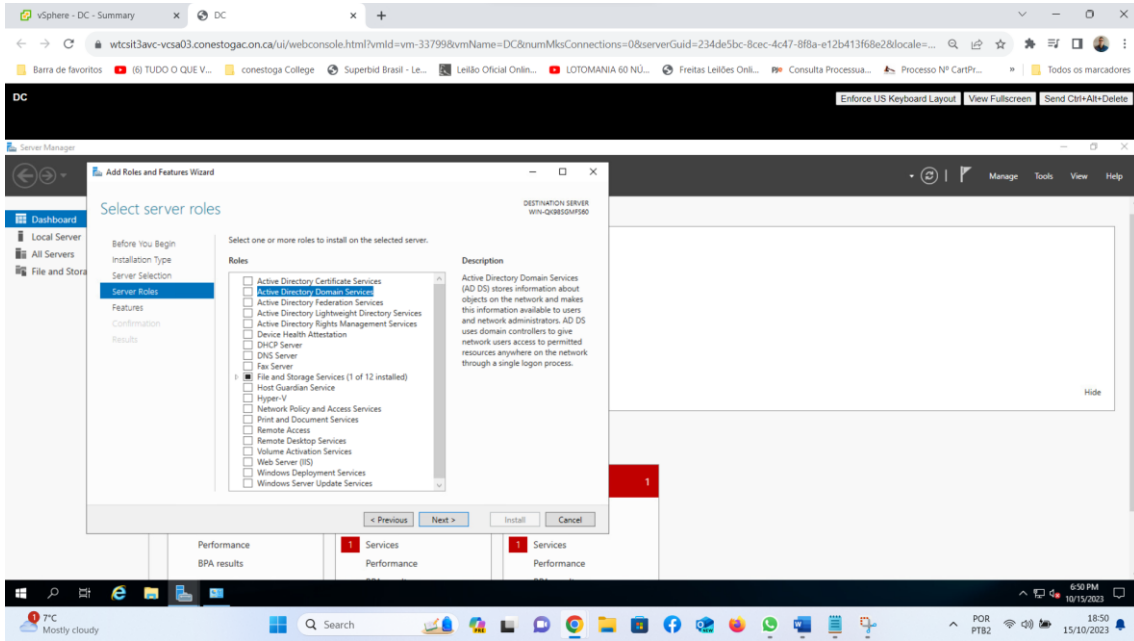 vSphere - DC - Summary
DC
wtcsit3avc-vcsa03.conestogac.on.ca/ui/webconsole.html?vmId=vm-33799&vmName=DC&numMksConnections=0&serverGuid=234de5bc-8cec-4c47-8f8a-e12b413f68e2&locale=...
Barra de favoritos (6) TUDO O QUE V... conestoga College Superbid Brasil - Le... Leilão Oficial Onlin... LOTOMANIA 60 NÚ... Freitas Leilões Onli... Consulta Processua... Processo Nº CartPr... » Todos os marcadores
DC
Enforce US Keyboard Layout View Fullscreen Send Ctrl+Alt+Delete
Server Manager
Manage Tools View Help
Dashboard
Local Server
All Servers
File and Stora
Add Roles and Features Wizard
Select server roles
DESTINATION SERVER
WIN-QK98SGMFS60
Before You Begin
Installation Type
Server Selection
Server Roles
Features
Confirmation
Results
Select one or more roles to install on the selected server.
Roles
Active Directory Certificate Services
Active Directory Domain Services
Active Directory Federation Services
Active Directory Lightweight Directory Services
Active Directory Rights Management Services
Device Health Attestation
DHCP Server
DNS Server
Fax Server
File and Storage Services (1 of 12 installed)
Host Guardian Service
Hyper-V
Network Policy and Access Services
Print and Document Services
Remote Access
Remote Desktop Services
Volume Activation Services
Web Server (IIS)
Windows Deployment Services
Windows Server Update Services
Description
Active Directory Domain Services
(AD DS) stores information about
objects on the network and makes
this information available to users
and network administrators. AD DS
uses domain controllers to give
network users access to permitted
resources anywhere on the network
through a single logon process.
< Previous Next > Install Cancel
Hide
1
Performance
BPA results
1 Services
Performance
1 Services
Performance
6:50 PM
10/15/2023
1
7°C
Mostly cloudy
Search
POR
PTB2
18:50
15/10/2023